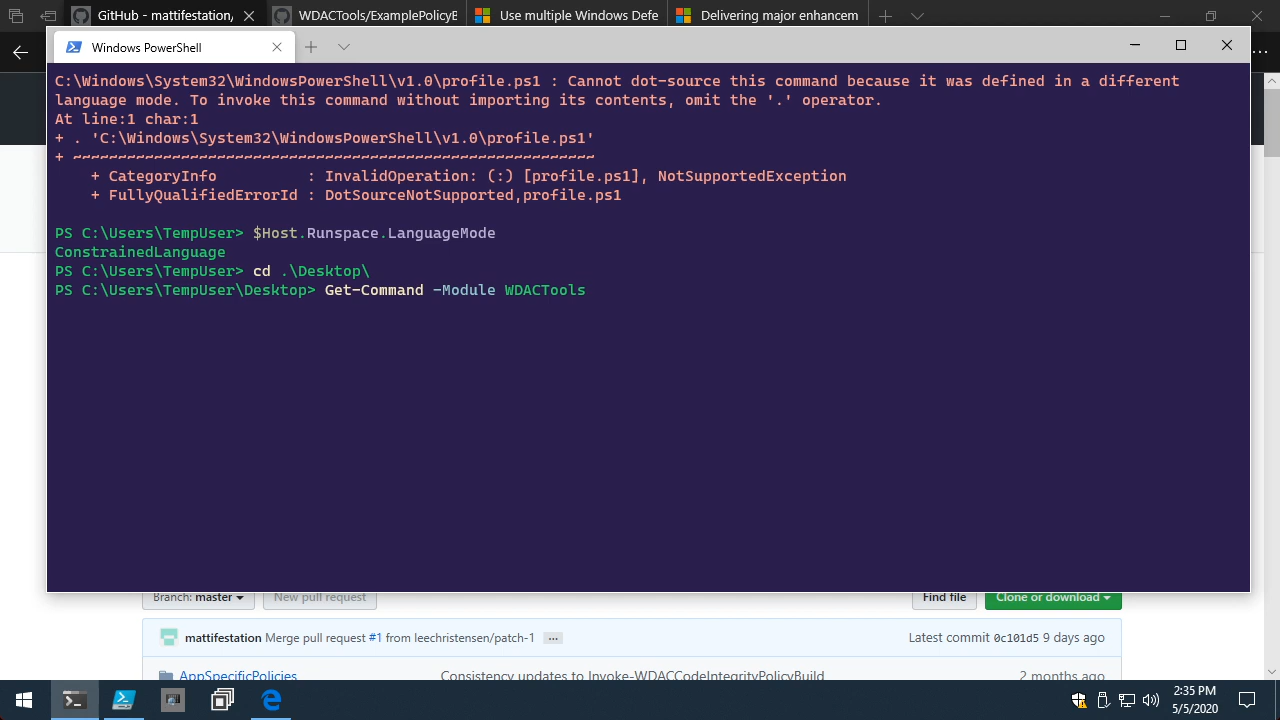 GitHub - mattifestation/
WDACTools/ExamplePolicyB
Use multiple Windows Defe
Delivering major enhancem
Windows PowerShell
C:\Windows\System32\WindowsPowerShell\v1.0\profile.ps1 : Cannot dot-source this command because it was defined in a different
language mode. To invoke this command without importing its contents, omit the '.' operator.
At line:1 char:1
+ . 'C:\Windows\System32\WindowsPowerShell\v1.0\profile.ps1'
+ ~~~~~~~~~~~~~~~~~~~~~~~~~~~~~~~~~~~~~~~~~~~~~~~~~~~~~~~~~~
+ CategoryInfo          : InvalidOperation: (:) [profile.ps1], NotSupportedException
+ FullyQualifiedErrorId : DotSourceNotSupported,profile.ps1
PS C:\Users\TempUser> $Host.Runspace.LanguageMode
ConstrainedLanguage
PS C:\Users\TempUser> cd .\Desktop\
PS C:\Users\TempUser\Desktop> Get-Command -Module WDACTools
Branch: master
New pull request
Find file
Clone or download
mattifestation Merge pull request #1 from leechristensen/patch-1 ...
Latest commit 0c101d5 9 days ago
AppSpecificPolicies
Consistency updates to Invoke-WDACCodeIntegrityPolicyBuild
2 months ago
2:35 PM
5/5/2020